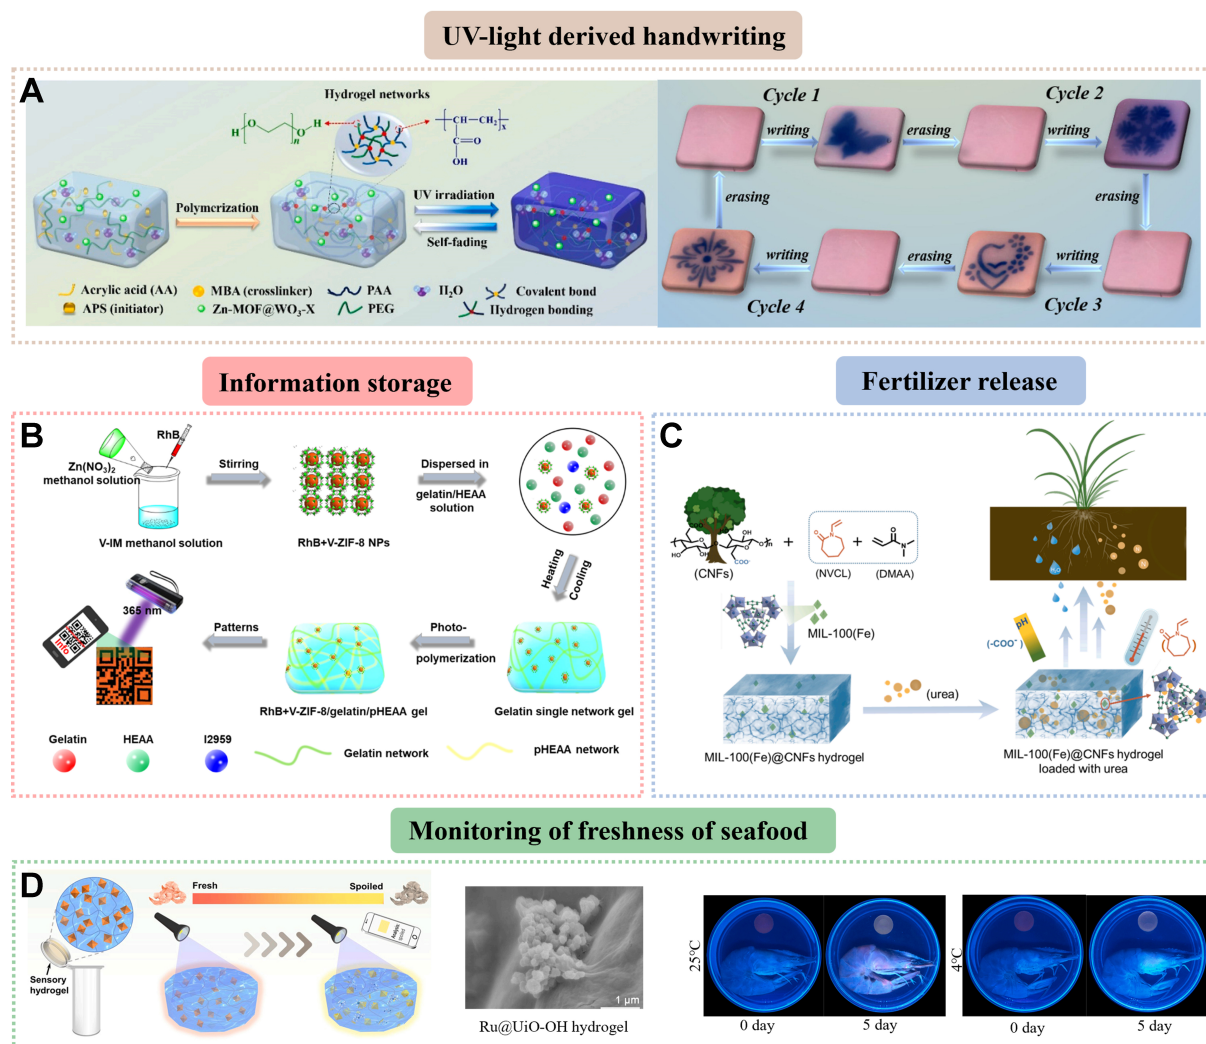 UV-light derived handwriting
A
Hydrogel networks
H O n O H
CH CH₂ x
C O
OH
Polymerization
UV irradiation
Self-fading
Acrylic acid (AA)
MBA (crosslinker)
PAA
H₂O
Covalent bond
APS (initiator)
Zn-MOF@WO₃-X
PEG
Hydrogen bonding
Cycle 1
Cycle 2
writing
erasing
writing
erasing
erasing
writing
erasing
writing
Cycle 4
Cycle 3
Information storage
B
RhB
Zn(NO₃)₂
methanol solution
V-IM methanol solution
Stirring
RhB+V-ZIF-8 NPs
Dispersed in
gelatin/HEAA
solution
Heating
Cooling
Gelatin single network gel
Photo-
polymerization
RhB+V-ZIF-8/gelatin/pHEAA gel
Patterns
365 nm
Info
Gelatin
HEAA
I2959
Gelatin network
pHEAA network
Fertilizer release
C
(CNFs)
+
(NVCL)
+
(DMAA)
MIL-100(Fe)
MIL-100(Fe)@CNFs hydrogel
(urea)
MIL-100(Fe)@CNFs hydrogel
loaded with urea
pH
(-COO⁻)
H₂O
N
Monitoring of freshness of seafood
D
Fresh
Spoiled
Sensory
hydrogel
Analysis
1 μm
Ru@UiO-OH hydrogel
25°C
0 day
5 day
4°C
0 day
5 day